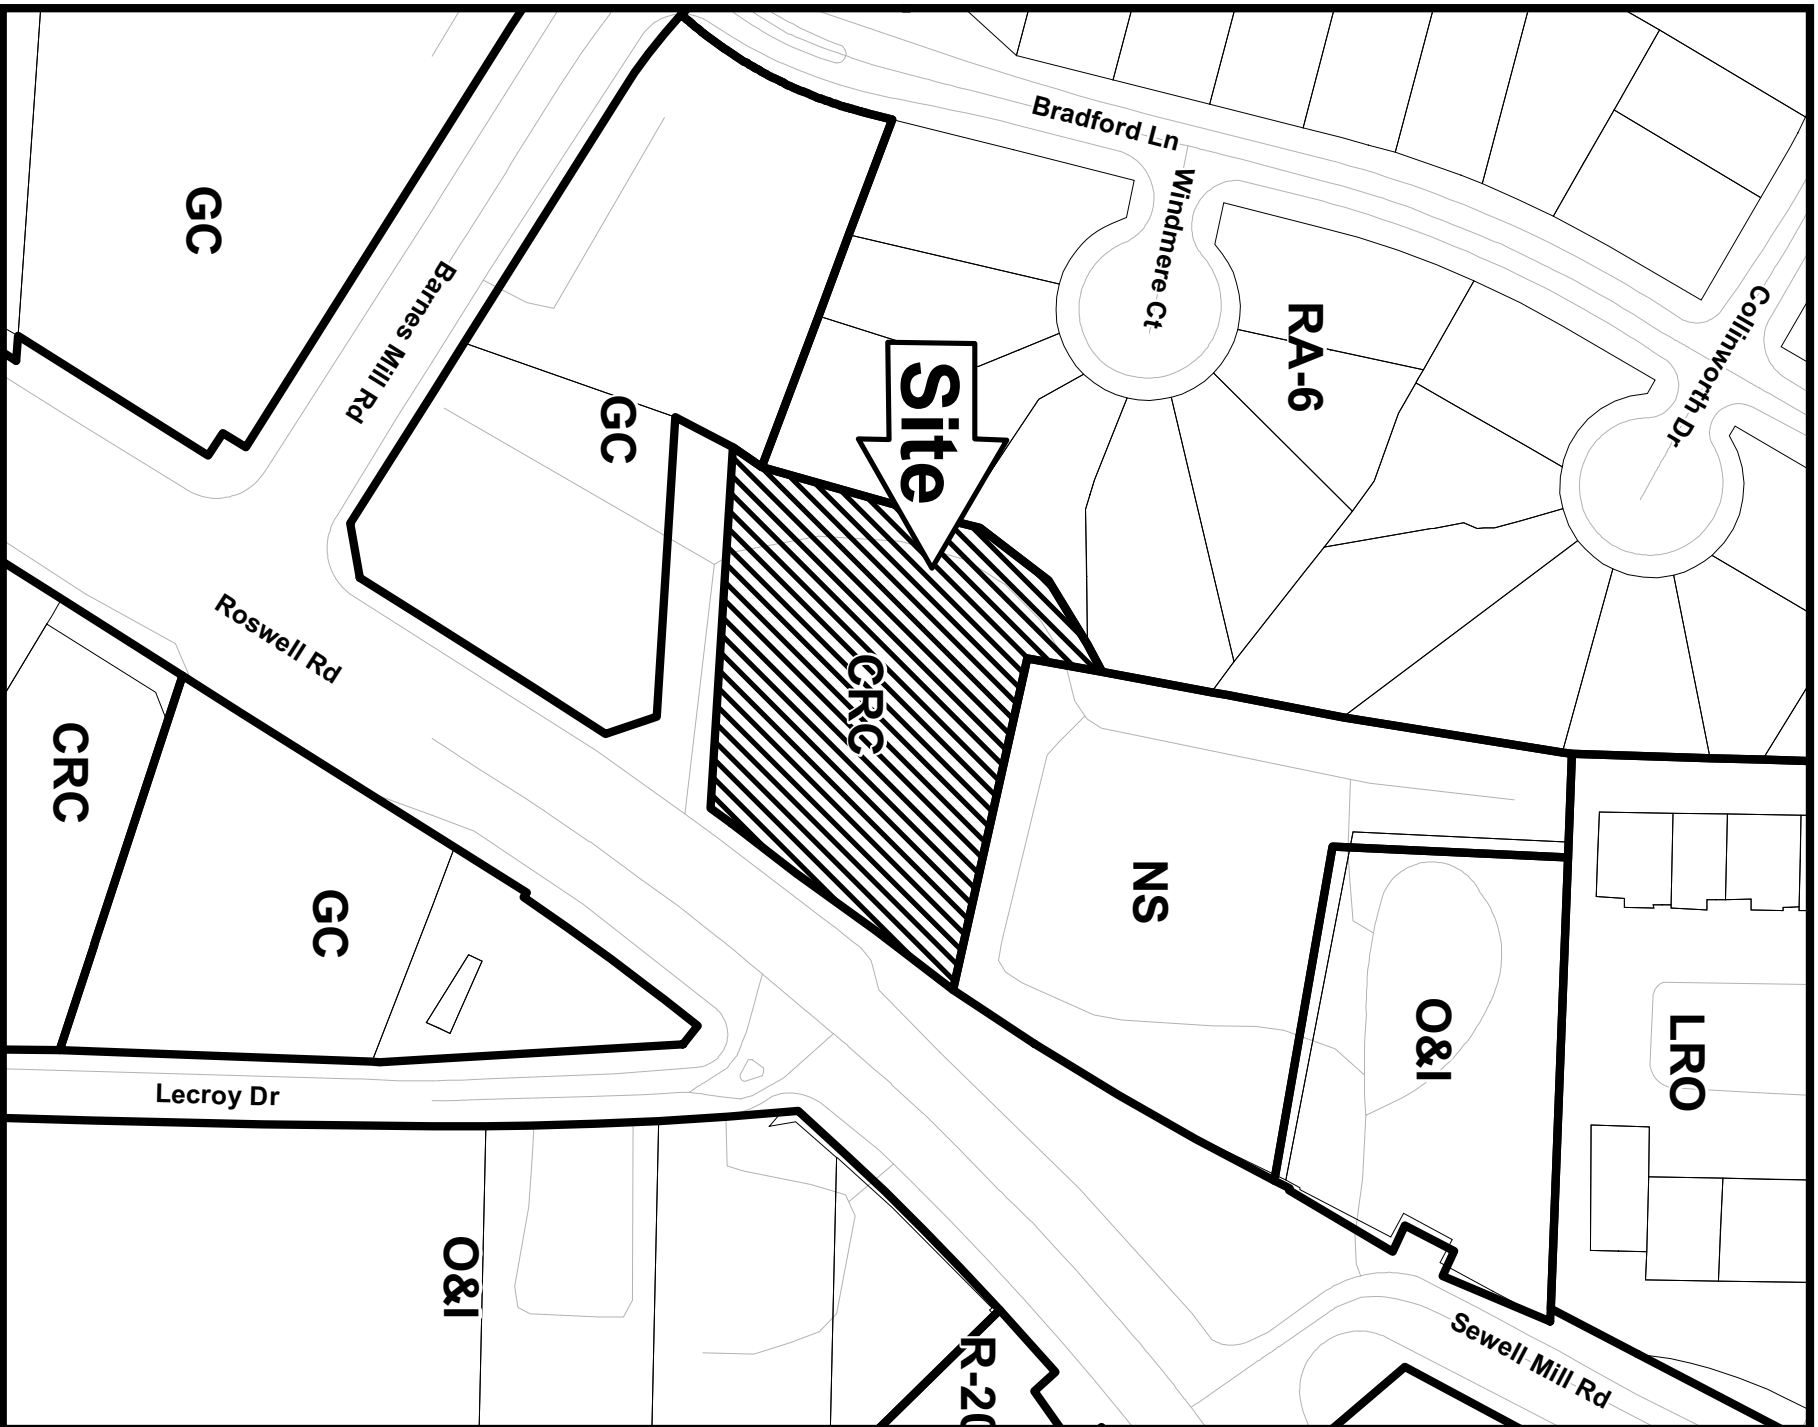 Bradford Ln
Windmere Ct
GC
Barnes Mill Rd
RA-6
Collinworth Dr
Site
GC
Roswell Rd
CRC
CRC
NS
GC
O&I
LRO
Lecroy Dr
O&I
R-20
Sewell Mill Rd